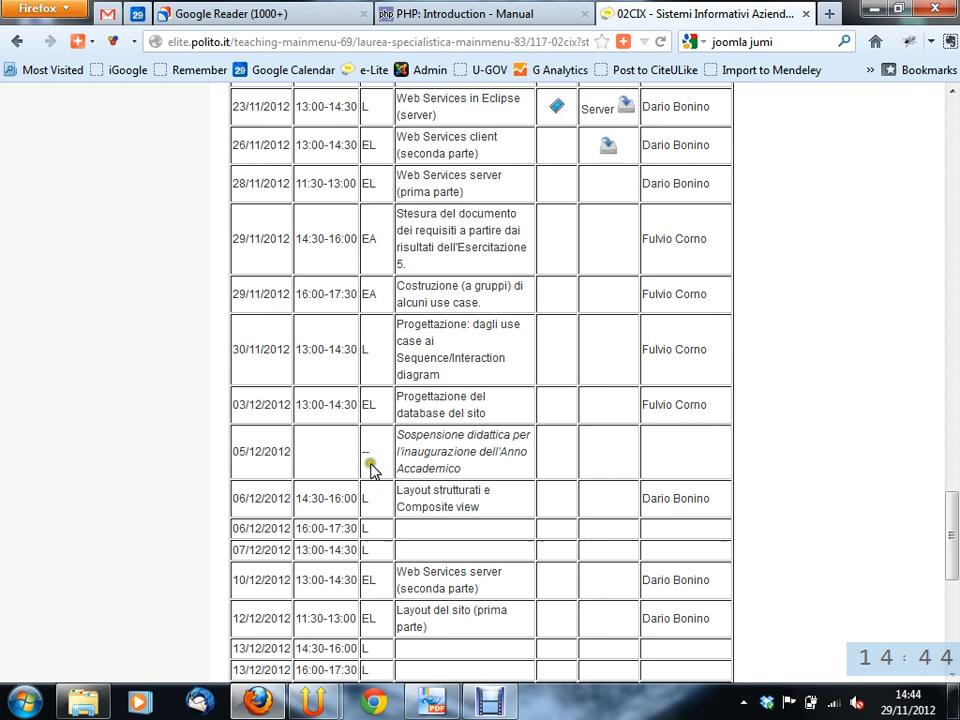 Firefox
29
Google Reader (1000+)
php PHP: Introduction - Manual
02CIX - Sistemi Informativi Aziend...
elite.polito.it/teaching-mainmenu-69/laurea-specialistica-mainmenu-83/117-02cix?st
joomla jumi
Most Visited iGoogle Remember 29 Google Calendar e-Lite Admin U-GOV G Analytics Post to CiteULike Import to Mendeley » Bookmarks
23/11/2012 13:00-14:30 L Web Services in Eclipse (server) Server Dario Bonino
26/11/2012 13:00-14:30 EL Web Services client (seconda parte) Dario Bonino
28/11/2012 11:30-13:00 EL Web Services server (prima parte) Dario Bonino
29/11/2012 14:30-16:00 EA Stesura del documento dei requisiti a partire dai risultati dell'Esercitazione 5. Fulvio Corno
29/11/2012 16:00-17:30 EA Costruzione (a gruppi) di alcuni use case. Fulvio Corno
30/11/2012 13:00-14:30 L Progettazione: dagli use case ai Sequence/Interaction diagram Fulvio Corno
03/12/2012 13:00-14:30 EL Progettazione del database del sito Fulvio Corno
05/12/2012 -- Sospensione didattica per l'inaugurazione dell'Anno Accademico
06/12/2012 14:30-16:00 L Layout strutturati e Composite view Dario Bonino
06/12/2012 16:00-17:30 L
07/12/2012 13:00-14:30 L
10/12/2012 13:00-14:30 EL Web Services server (seconda parte) Dario Bonino
12/12/2012 11:30-13:00 EL Layout del sito (prima parte) Dario Bonino
13/12/2012 14:30-16:00 L
13/12/2012 16:00-17:30 L
14:44
PDF
14:44
29/11/2012